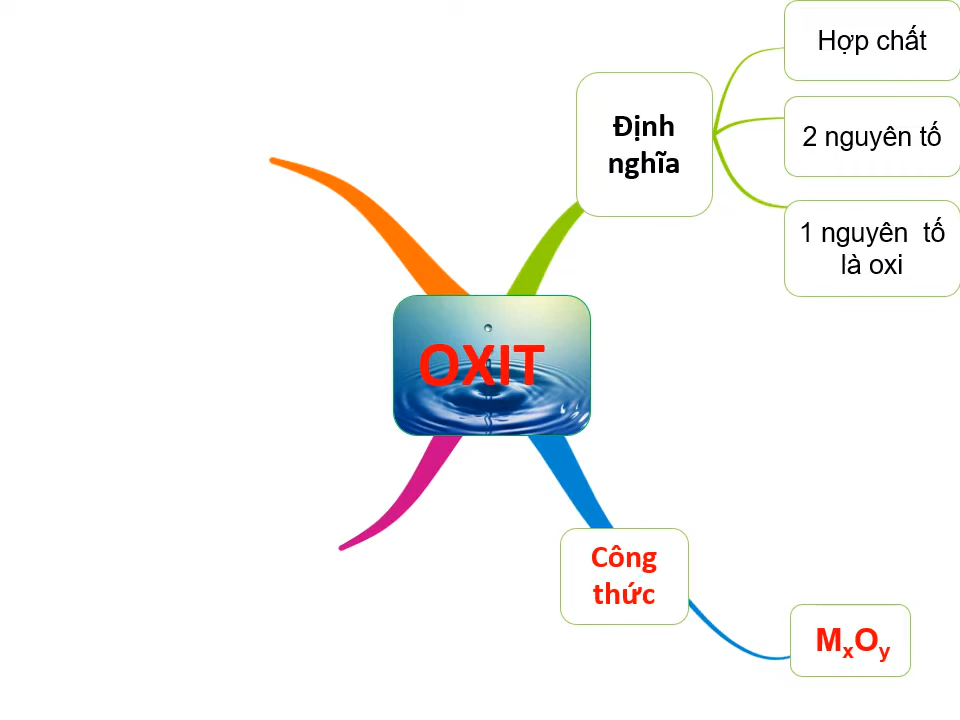 Hợp chất
Định
nghĩa
2 nguyên tố
1 nguyên tố
là oxi
OXIT
Công
thức
MxOy